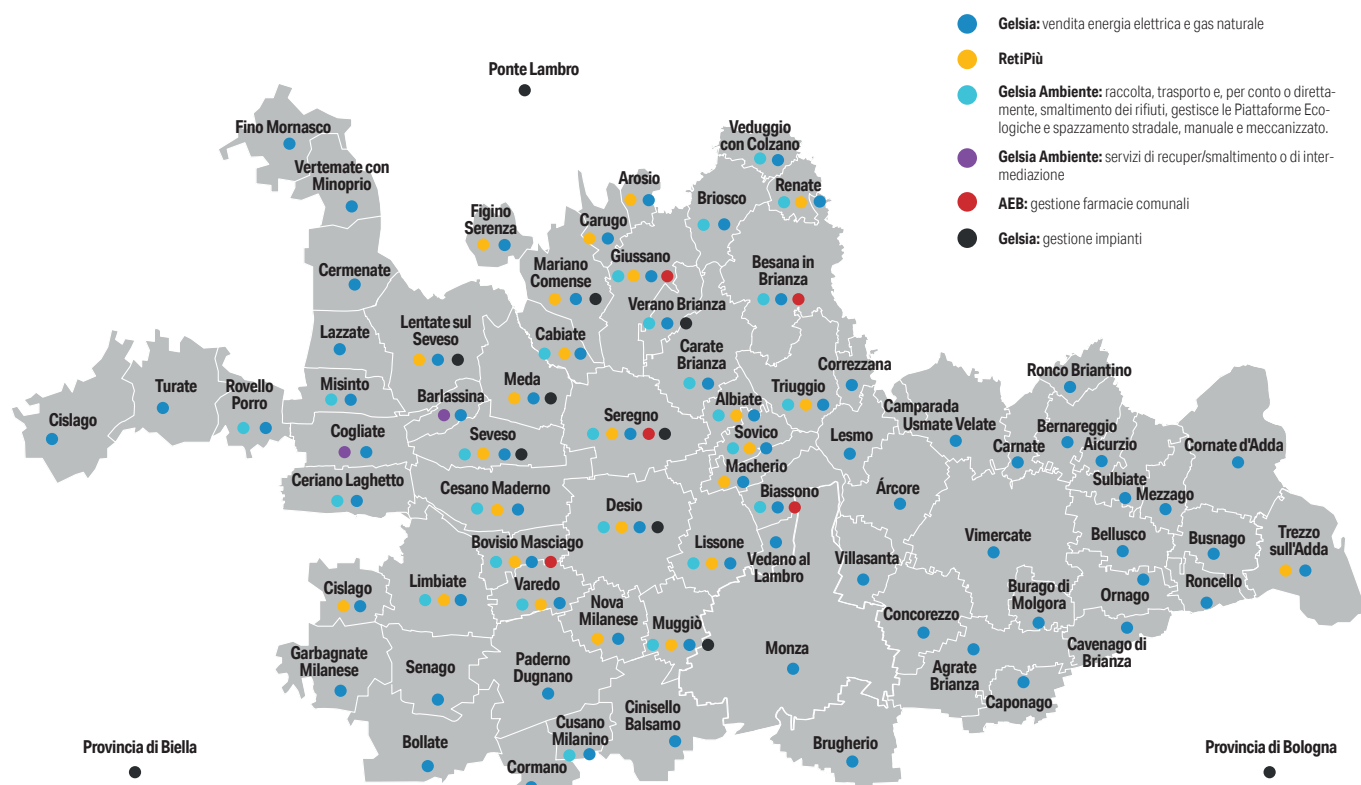 Gelsia: vendita energia elettrica e gas naturale
RetiPiù
Gelsia Ambiente: raccolta, trasporto e, per conto o diretta-
mente, smaltimento dei rifiuti, gestisce le Piattaforme Eco-
logiche e spazzamento stradale, manuale e meccanizzato.
Gelsia Ambiente: servizi di recuper/smaltimento o di inter-
mediazione
AEB: gestione farmacie comunali
Gelsia: gestione impianti
Ponte Lambro
Fino Mornasco
Vertemate con
Minoprio
Veduggio
con Colzano
Arosio
Briosco
Renate
Figino
Serenza
Carugo
Giussano
Mariano
Comense
Besana in
Brianza
Cermenate
Verano Brianza
Lazzate
Lentate sul
Seveso
Cabiate
Carate
Brianza
Correzzana
Ronco Briantino
Cislago
Turate
Rovello
Porro
Misinto
Barlassina
Meda
Seregno
Albiate
Triuggio
Camparada
Usmate Velate
Bernareggio
Carnate
Aicurzio
Cornate d'Adda
Cogliate
Seveso
Sovico
Lesmo
Macherio
Ceriano Laghetto
Cesano Maderno
Desio
Biassono
Árcore
Sulbiate
Mezzago
Bovisio Masciago
Lissone
Vedano al
Lambro
Villasanta
Vimercate
Bellusco
Busnago
Trezzo
sull'Adda
Cislago
Limbiate
Varedo
Nova
Milanese
Muggiò
Concorezzo
Burago di
Molgora
Ornago
Roncello
Garbagnate
Milanese
Senago
Paderno
Dugnano
Monza
Agrate
Brianza
Cavenago di
Brianza
Caponago
Cinisello
Balsamo
Cusano
Milanino
Bollate
Cormano
Brugherio
Provincia di Biella
Provincia di Bologna